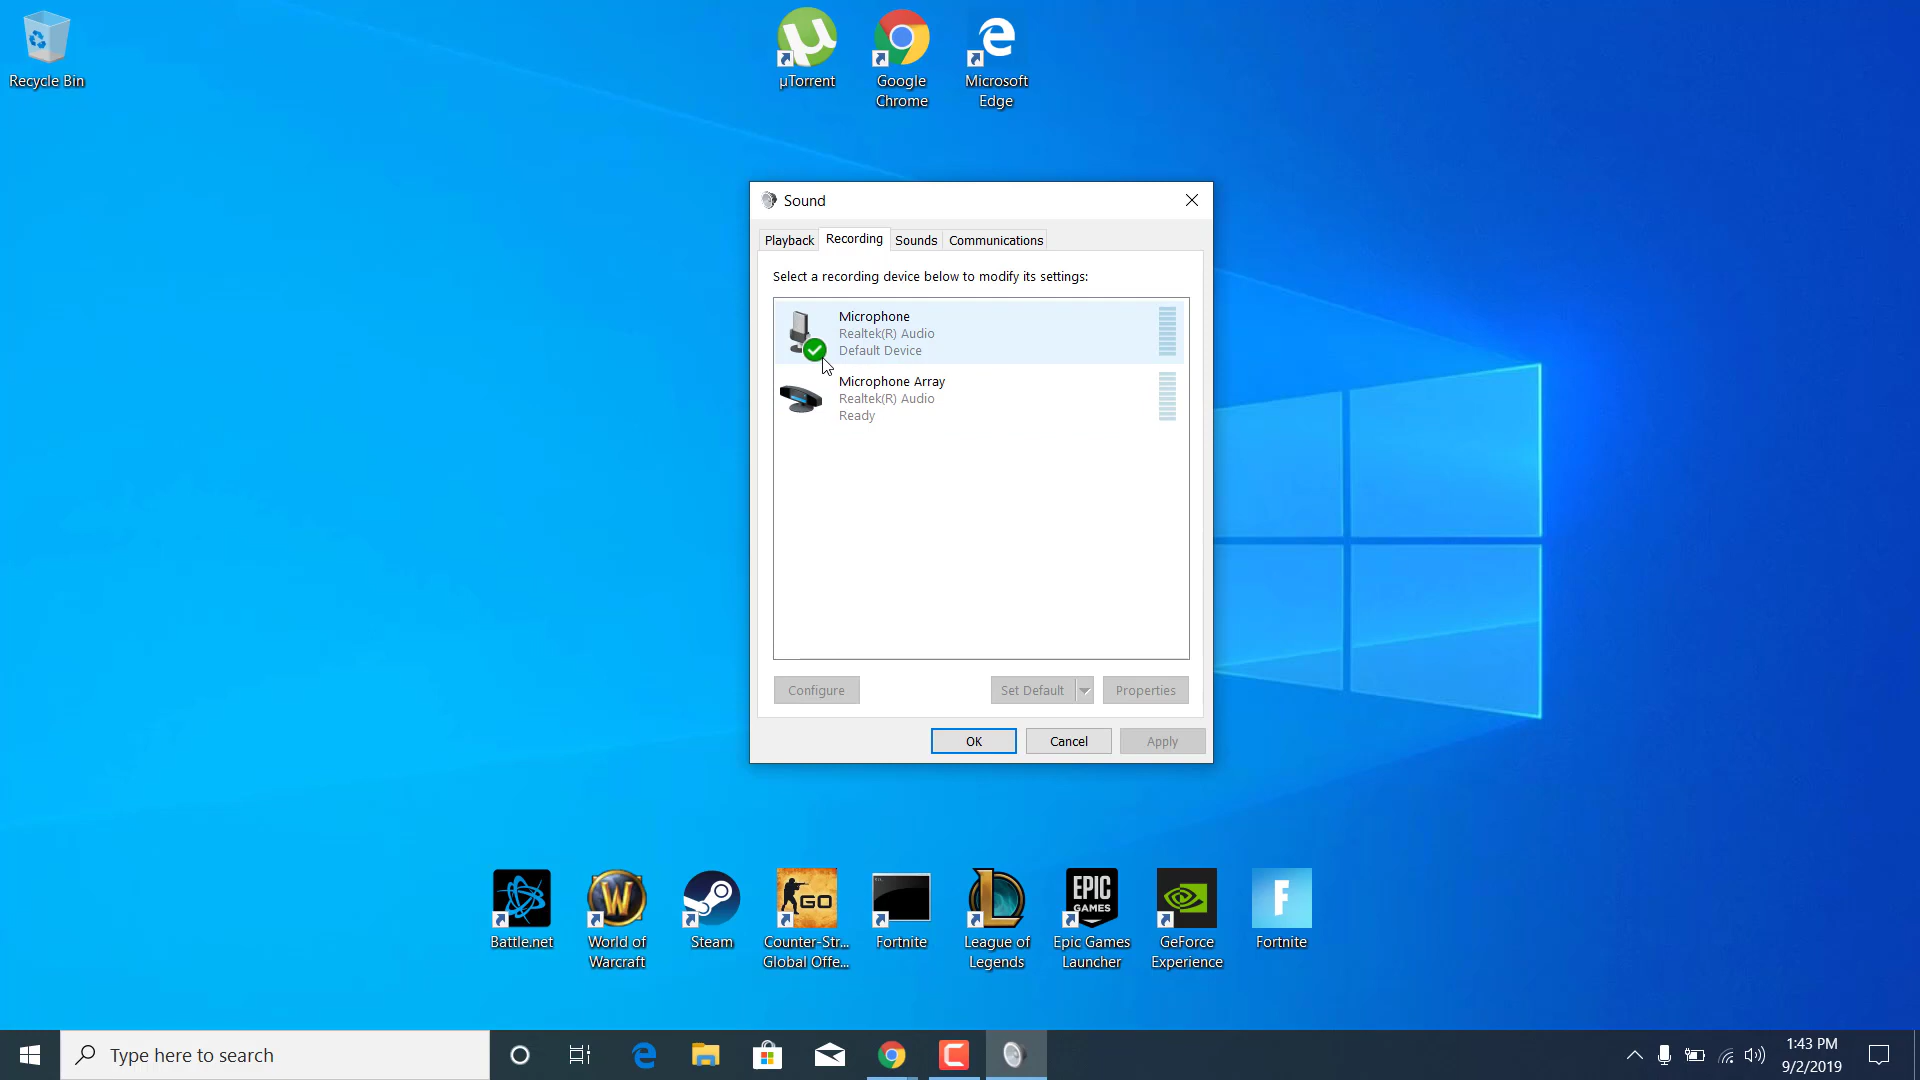 Recycle Bin
µTorrent
Google
Chrome
Microsoft
Edge
Sound
Playback
Recording
Sounds
Communications
Select a recording device below to modify its settings:
Microphone
Realtek(R) Audio
Default Device
Microphone Array
Realtek(R) Audio
Ready
Configure
Set Default
Properties
OK
Cancel
Apply
GO
EPIC
GAMES
F
Battle.net
World of
Warcraft
Steam
Counter-Str...
Global Offe...
Fortnite
League of
Legends
Epic Games
Launcher
GeForce
Experience
Fortnite
Type here to search
1:43 PM
9/2/2019